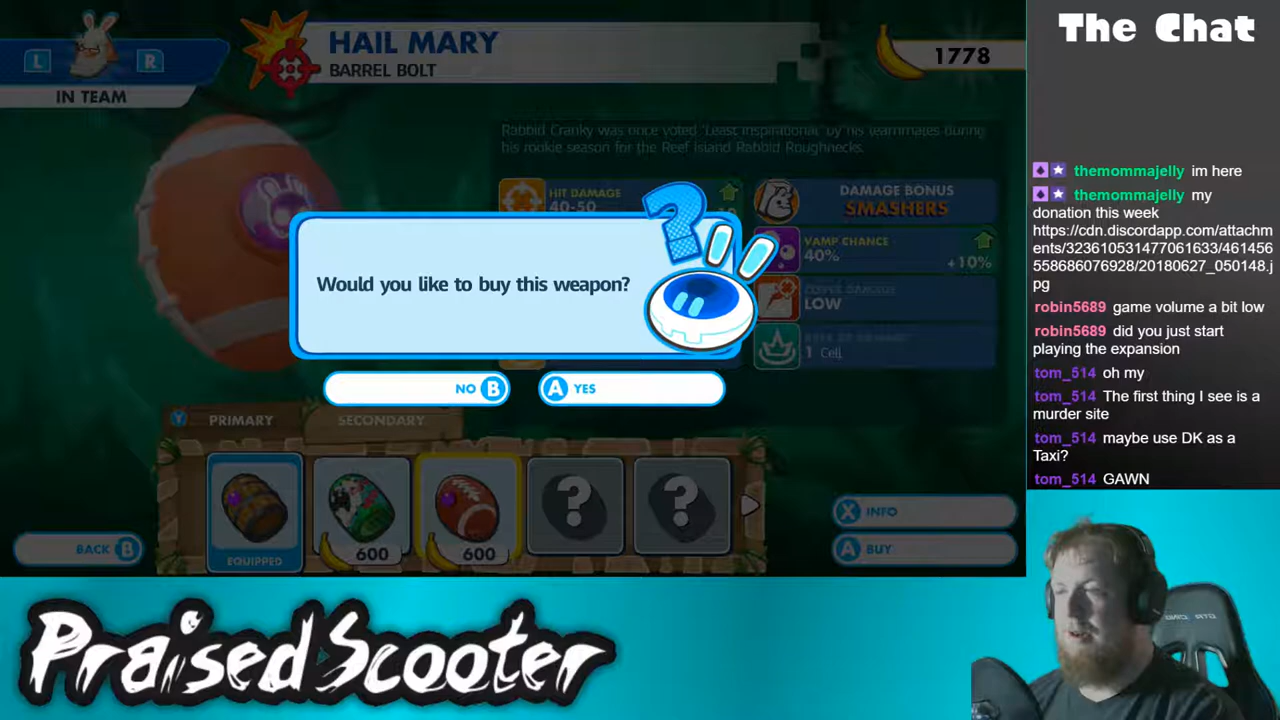 L
R
IN TEAM
HAIL MARY
BARREL BOLT
1778
Rabbid Cranky was once voted 'Least Inspirational' by his teammates during
his rookie season for the Reef Island Rabbid Roughnecks.
HIT DAMAGE
40-50
DAMAGE BONUS
SMASHERS
VAMP CHANCE
40%
+10%
LOW
1 Cell
?
Would you like to buy this weapon?
NO B
A YES
Y PRIMARY
SECONDARY
EQUIPPED
600
600
?
?
X INFO
BACK B
A BUY
The Chat
themommajelly im here
themommajelly my
donation this week
https://cdn.discordapp.com/attachm
ents/323610531477061633/461456
558686076928/20180627_050148.j
pg
robin5689 game volume a bit low
robin5689 did you just start
playing the expansion
tom_514 oh my
tom_514 The first thing I see is a
murder site
tom_514 maybe use DK as a
Taxi?
tom_514 GAWN
PraisedScooter